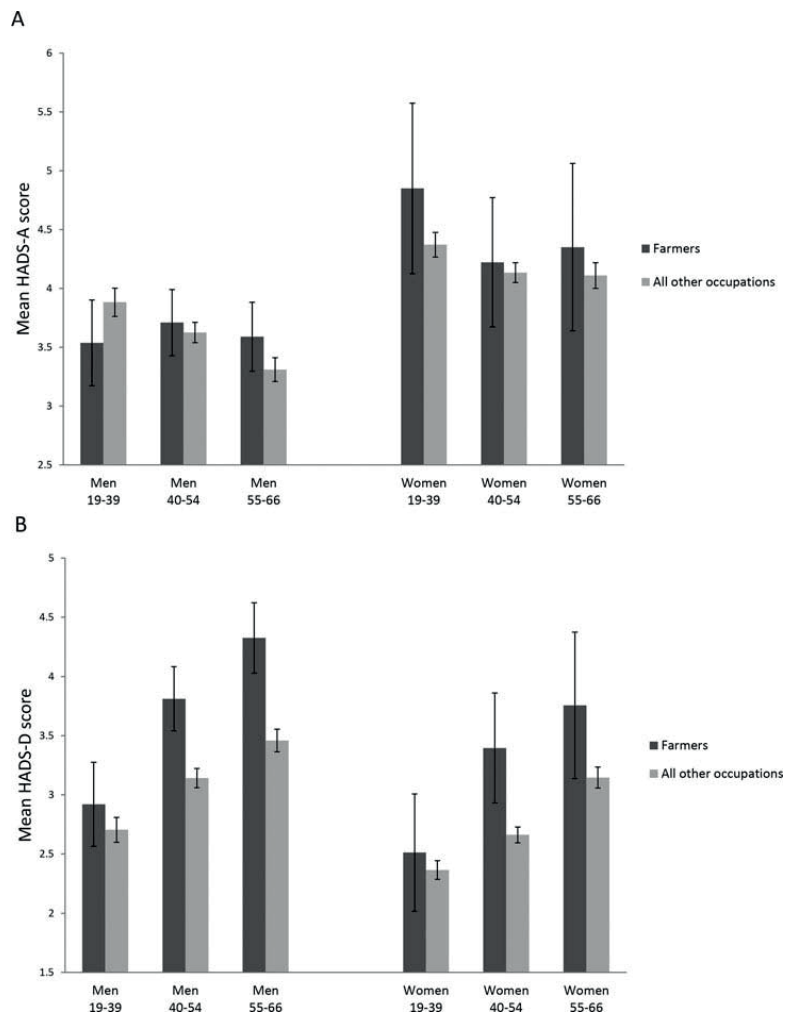 A
6
5.5
5
4.5
4
3.5
3
2.5
Mean HADS-A score
Men
19-39
Men
40-54
Men
55-66
Women
19-39
Women
40-54
Women
55-66
Farmers
All other occupations
B
5
4.5
4
3.5
3
2.5
2
1.5
Mean HADS-D score
Men
19-39
Men
40-54
Men
55-66
Women
19-39
Women
40-54
Women
55-66
Farmers
All other occupations